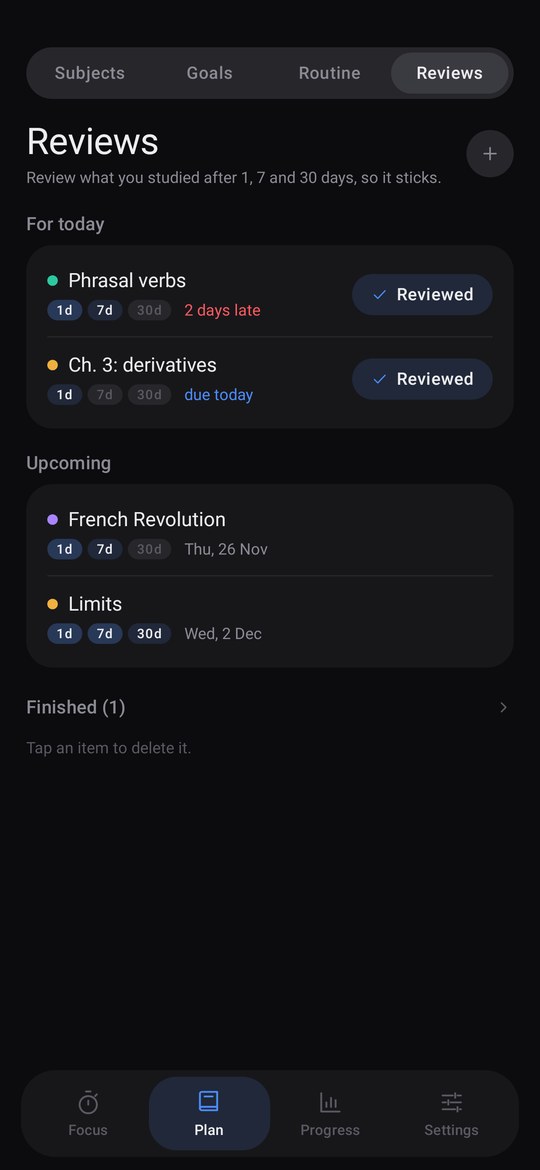 Subjects
Goals
Routine
Reviews
Reviews
Review what you studied after 1, 7 and 30 days, so it sticks.
For today
Phrasal verbs
1d 7d 30d 2 days late
Reviewed
Ch. 3: derivatives
1d 7d 30d due today
Reviewed
Upcoming
French Revolution
1d 7d 30d Thu, 26 Nov
Limits
1d 7d 30d Wed, 2 Dec
Finished (1)
Tap an item to delete it.
Focus
Plan
Progress
Settings